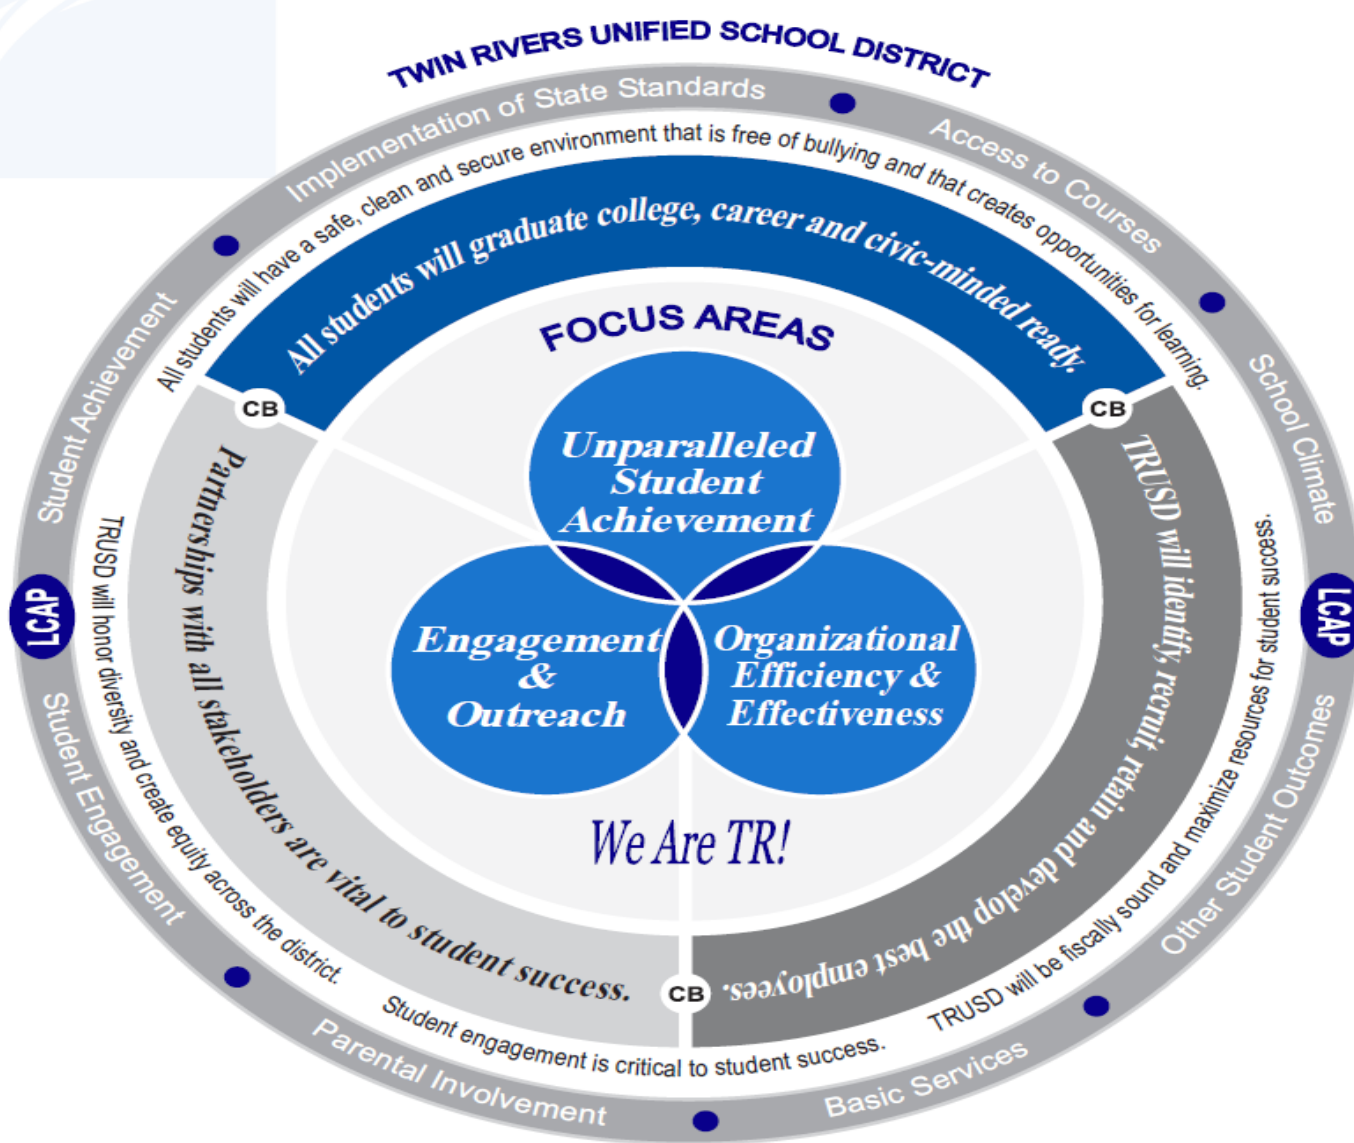 TWIN RIVERS UNIFIED SCHOOL DISTRICT
Implementation of State Standards
Access to Courses
School Climate
LCAP
Other Student Outcomes
Basic Services
Parental Involvement
Student Engagement
LCAP
Student Achievement
All students will have a safe, clean and secure environment that is free of bullying and that creates opportunities for learning.
TRUSD will be fiscally sound and maximize resources for student success.
Student engagement is critical to student success.
TRUSD will honor diversity and create equity across the district.
All students will graduate college, career and civic-minded ready.
CB
TRUSD will identify, recruit, retain and develop the best employees.
CB
Partnerships with all stakeholders are vital to student success.
CB
FOCUS AREAS
Unparalleled
Student
Achievement
Engagement
&
Outreach
Organizational
Efficiency &
Effectiveness
We Are TR!